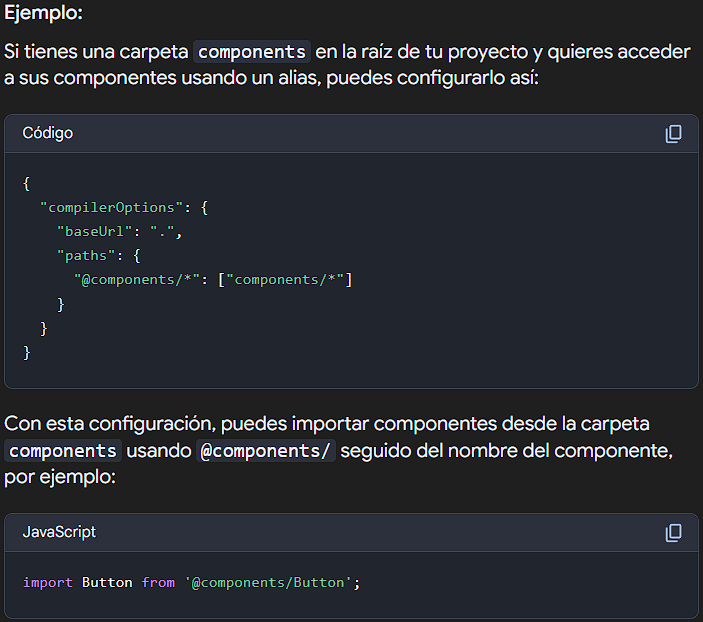 Ejemplo:
Si tienes una carpeta components en la raíz de tu proyecto y quieres acceder
a sus componentes usando un alias, puedes configurarlo así:
Código
{
  "compilerOptions": {
    "baseUrl": ".",
    "paths": {
      "@components/*": ["components/*"]
    }
  }
}
Con esta configuración, puedes importar componentes desde la carpeta
components usando @components/ seguido del nombre del componente,
por ejemplo:
JavaScript
import Button from '@components/Button';